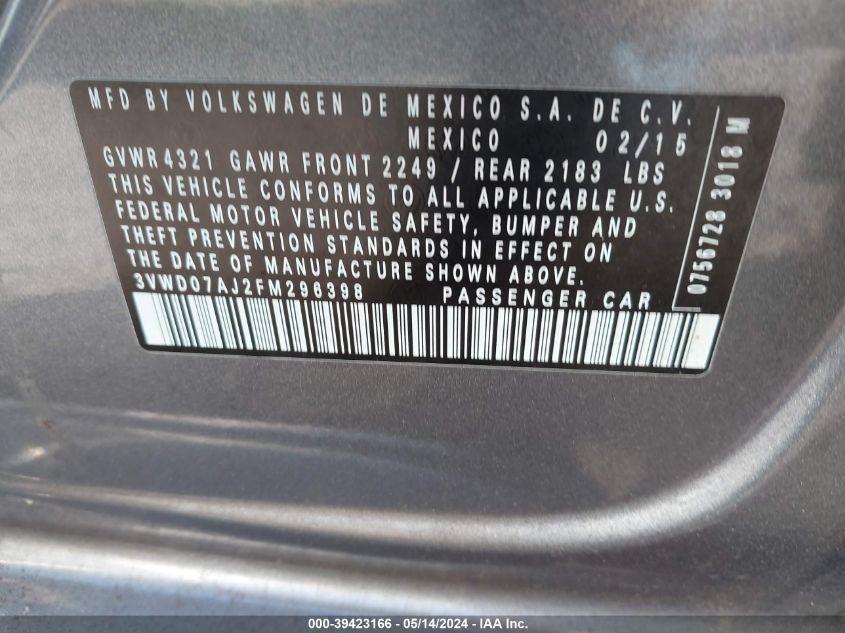 MFD BY VOLKSWAGEN DE MEXICO S.A. DE C.V.
MEXICO 02/15
GVWR 4321 GAWR FRONT 2249 / REAR 2183 LBS
THIS VEHICLE CONFORMS TO ALL APPLICABLE U.S.
FEDERAL MOTOR VEHICLE SAFETY, BUMPER AND
THEFT PREVENTION STANDARDS IN EFFECT ON
THE DATE OF MANUFACTURE SHOWN ABOVE.
3VWD07AJ2FM296398 PASSENGER CAR
0756728 3018 M
000-39423166 - 05/14/2024 - IAA Inc.